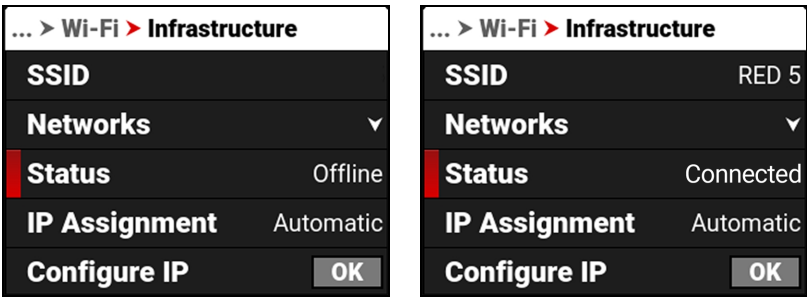 ... > Wi-Fi > Infrastructure
SSID
Networks
Status Offline
IP Assignment Automatic
Configure IP OK
... > Wi-Fi > Infrastructure
SSID RED 5
Networks
Status Connected
IP Assignment Automatic
Configure IP OK